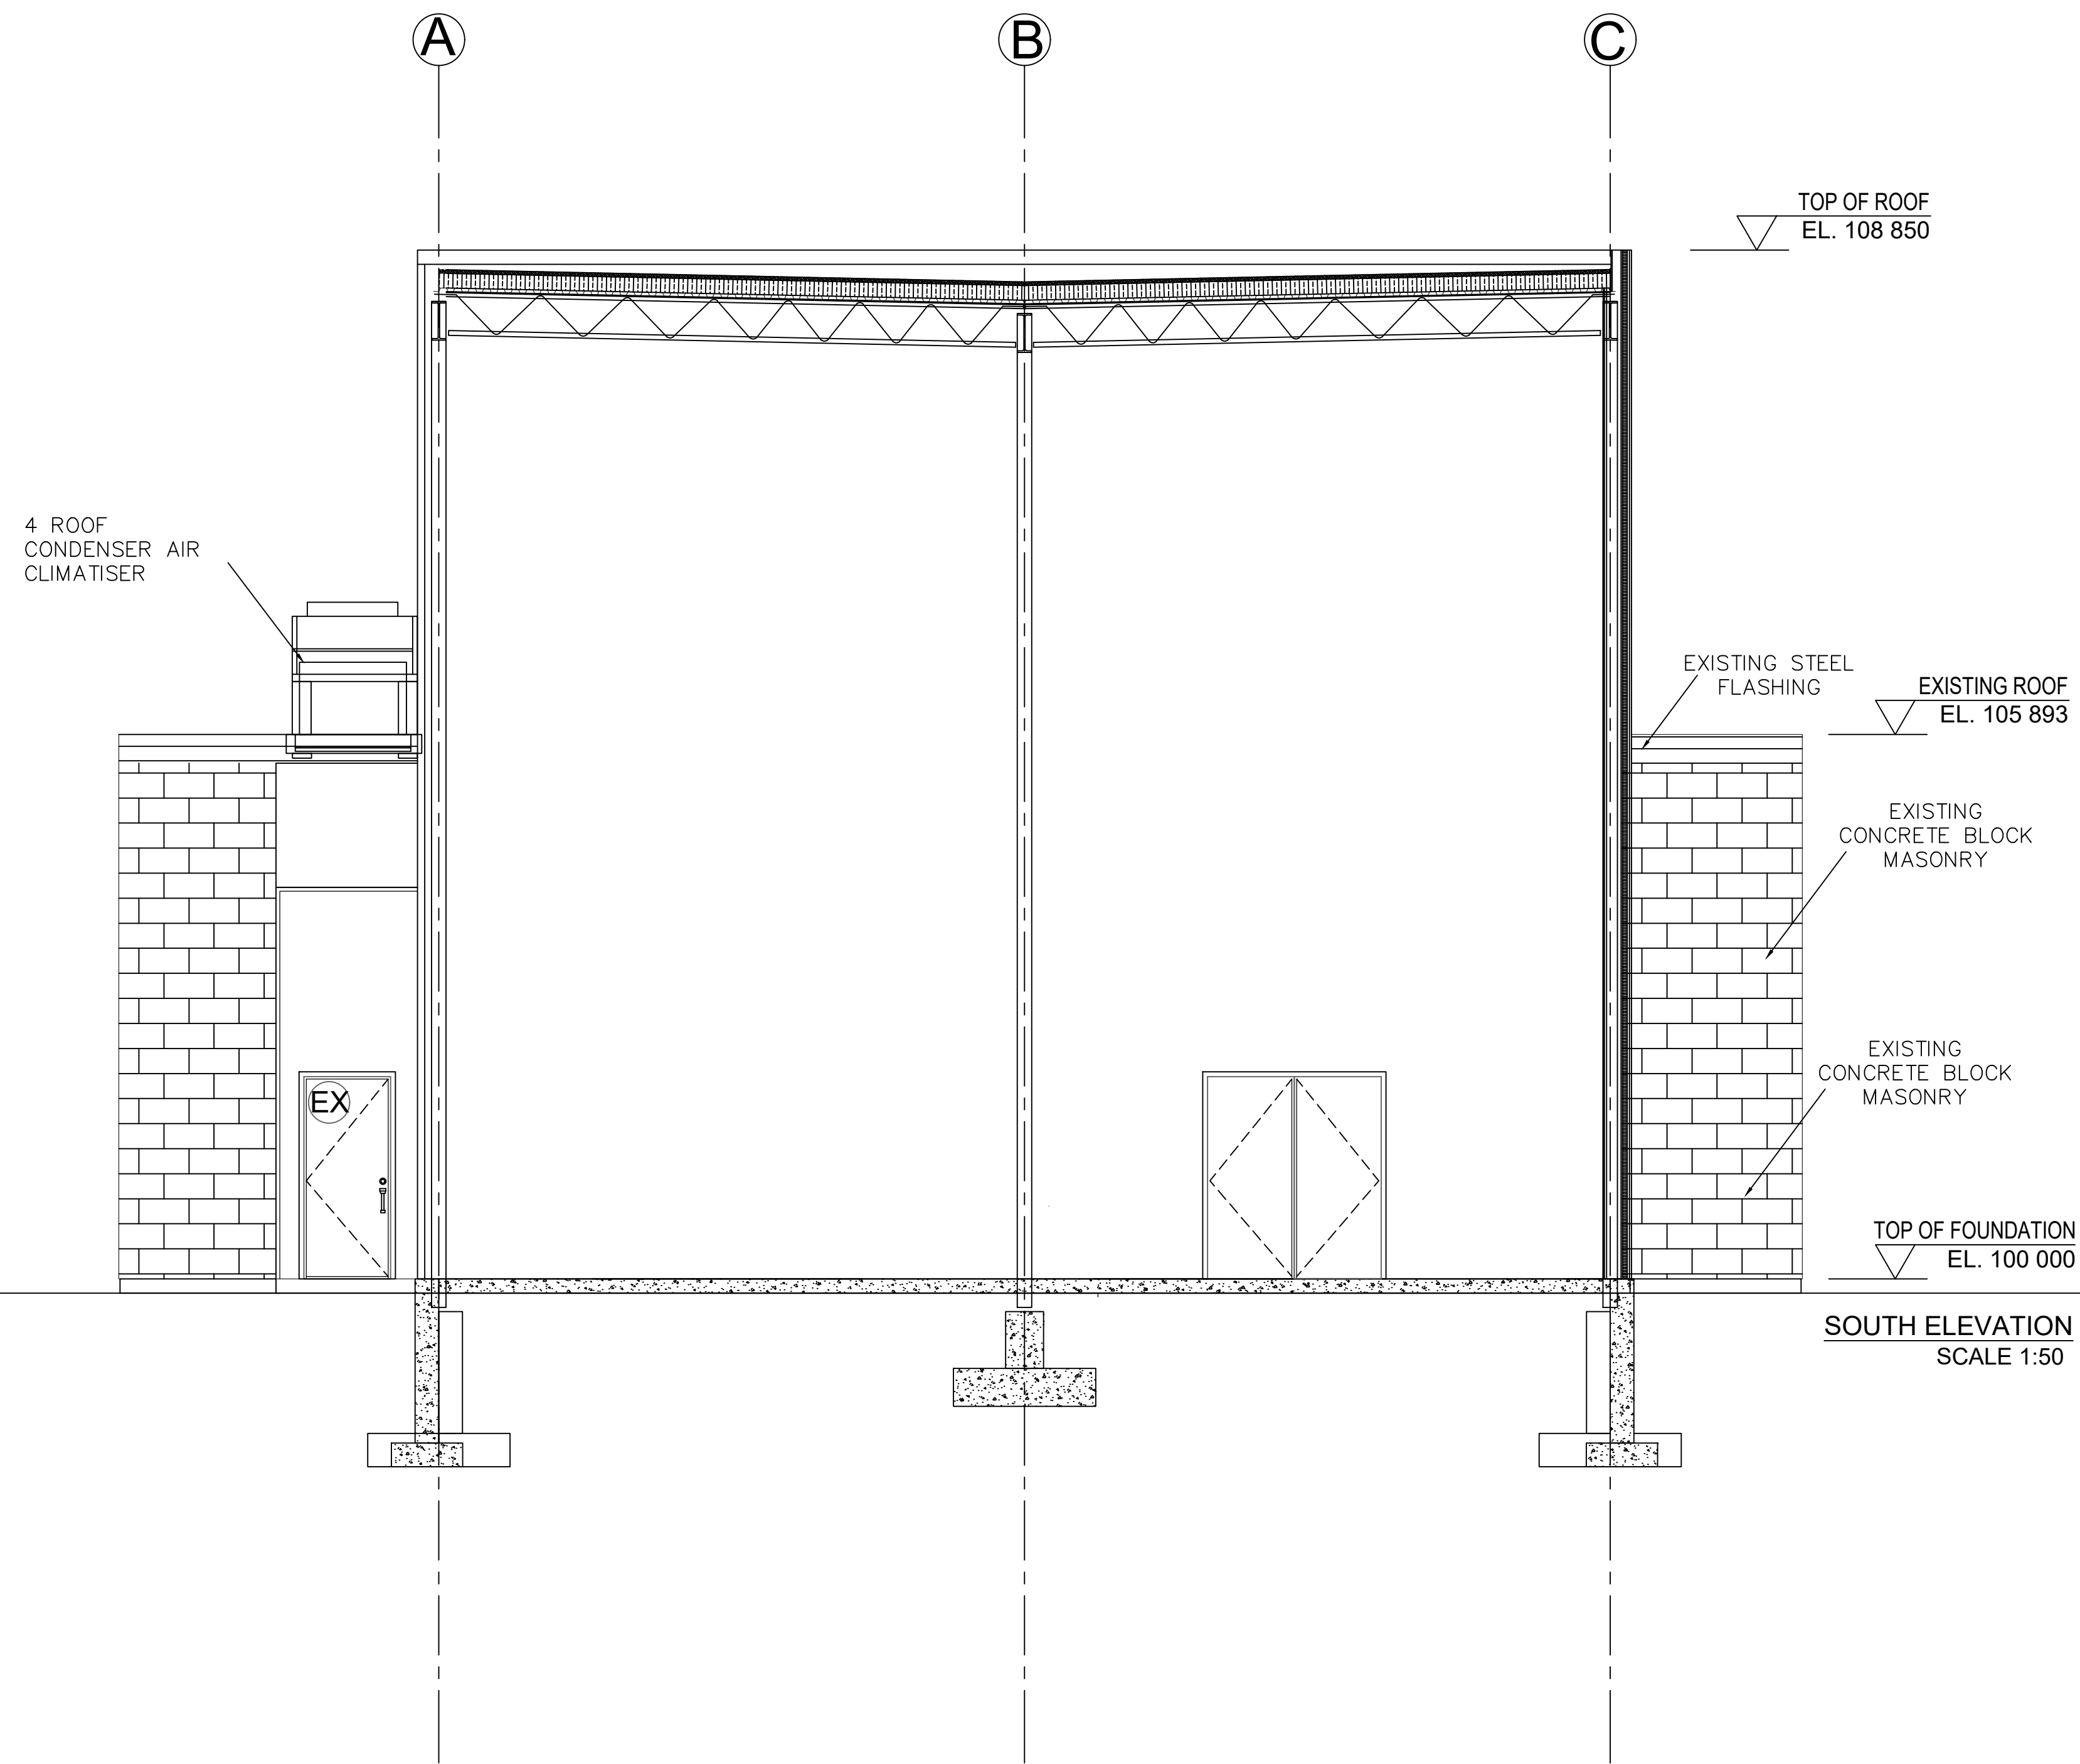 A
B
C
TOP OF ROOF
EL. 108 850
4 ROOF
CONDENSER AIR
CLIMATISER
EXISTING STEEL
FLASHING
EXISTING ROOF
EL. 105 893
EXISTING
CONCRETE BLOCK
MASONRY
EXISTING
CONCRETE BLOCK
MASONRY
EX
TOP OF FOUNDATION
EL. 100 000
SOUTH ELEVATION
SCALE 1:50